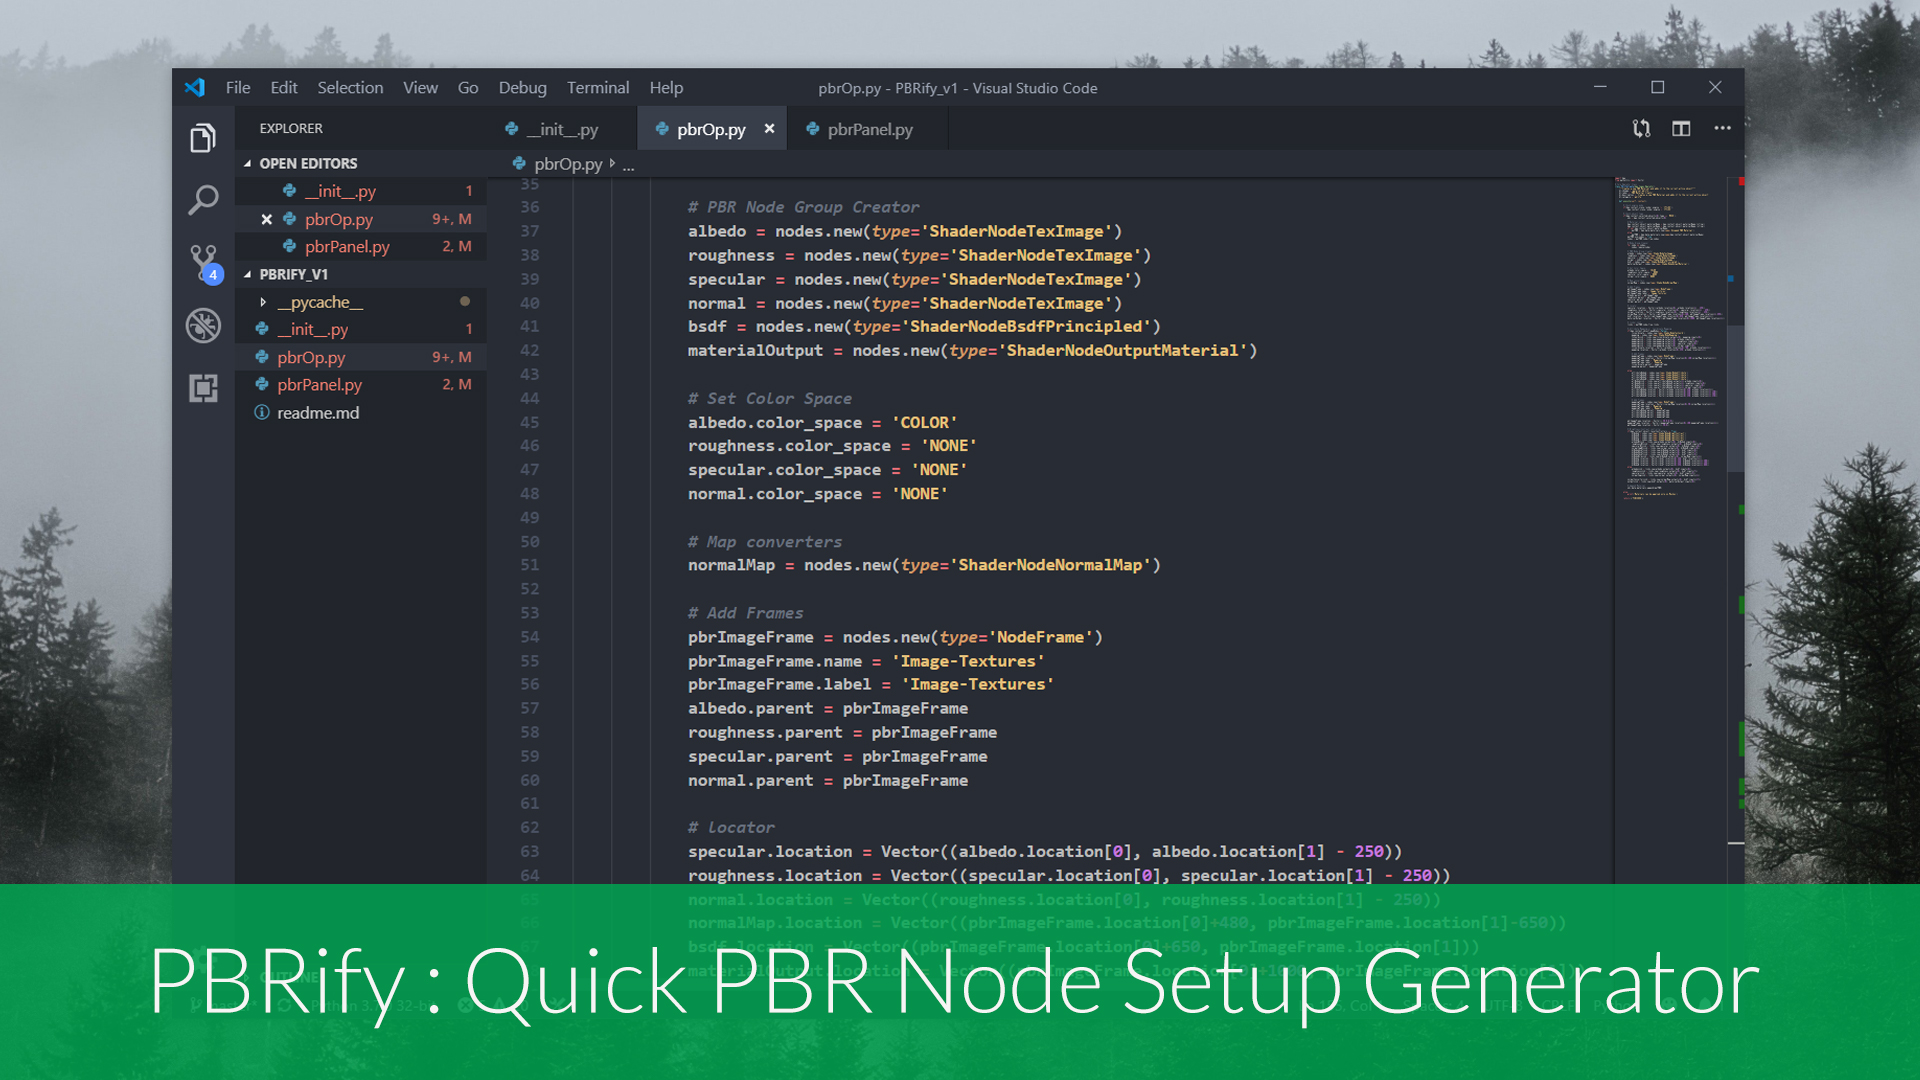 File Edit Selection View Go Debug Terminal Help
pbrOp.py - PBRify_v1 - Visual Studio Code
EXPLORER
OPEN EDITORS
__init__.py 1
pbrOp.py 9+, M
pbrPanel.py 2, M
PBRIFY_V1
__pycache__
__init__.py 1
pbrOp.py 9+, M
pbrPanel.py 2, M
readme.md
4
__init__.py pbrOp.py pbrPanel.py
pbrOp.py ...
35
36 # PBR Node Group Creator
37 albedo = nodes.new(type='ShaderNodeTexImage')
38 roughness = nodes.new(type='ShaderNodeTexImage')
39 specular = nodes.new(type='ShaderNodeTexImage')
40 normal = nodes.new(type='ShaderNodeTexImage')
41 bsdf = nodes.new(type='ShaderNodeBsdfPrincipled')
42 materialOutput = nodes.new(type='ShaderNodeOutputMaterial')
43
44 # Set Color Space
45 albedo.color_space = 'COLOR'
46 roughness.color_space = 'NONE'
47 specular.color_space = 'NONE'
48 normal.color_space = 'NONE'
49
50 # Map converters
51 normalMap = nodes.new(type='ShaderNodeNormalMap')
52
53 # Add Frames
54 pbrImageFrame = nodes.new(type='NodeFrame')
55 pbrImageFrame.name = 'Image-Textures'
56 pbrImageFrame.label = 'Image-Textures'
57 albedo.parent = pbrImageFrame
58 roughness.parent = pbrImageFrame
59 specular.parent = pbrImageFrame
60 normal.parent = pbrImageFrame
61
62 # locator
63 specular.location = Vector((albedo.location[0], albedo.location[1] - 250))
64 roughness.location = Vector((specular.location[0], specular.location[1] - 250))
65 normal.location = Vector((roughness.location[0], roughness.location[1] - 250))
66 normalMap.location = Vector((pbrImageFrame.location[0]+480, pbrImageFrame.location[1]-650))
67 bsdf.location = Vector((pbrImageFrame.location[0]+650, pbrImageFrame.location[1]))
PBRify : Quick PBR Node Setup Generator